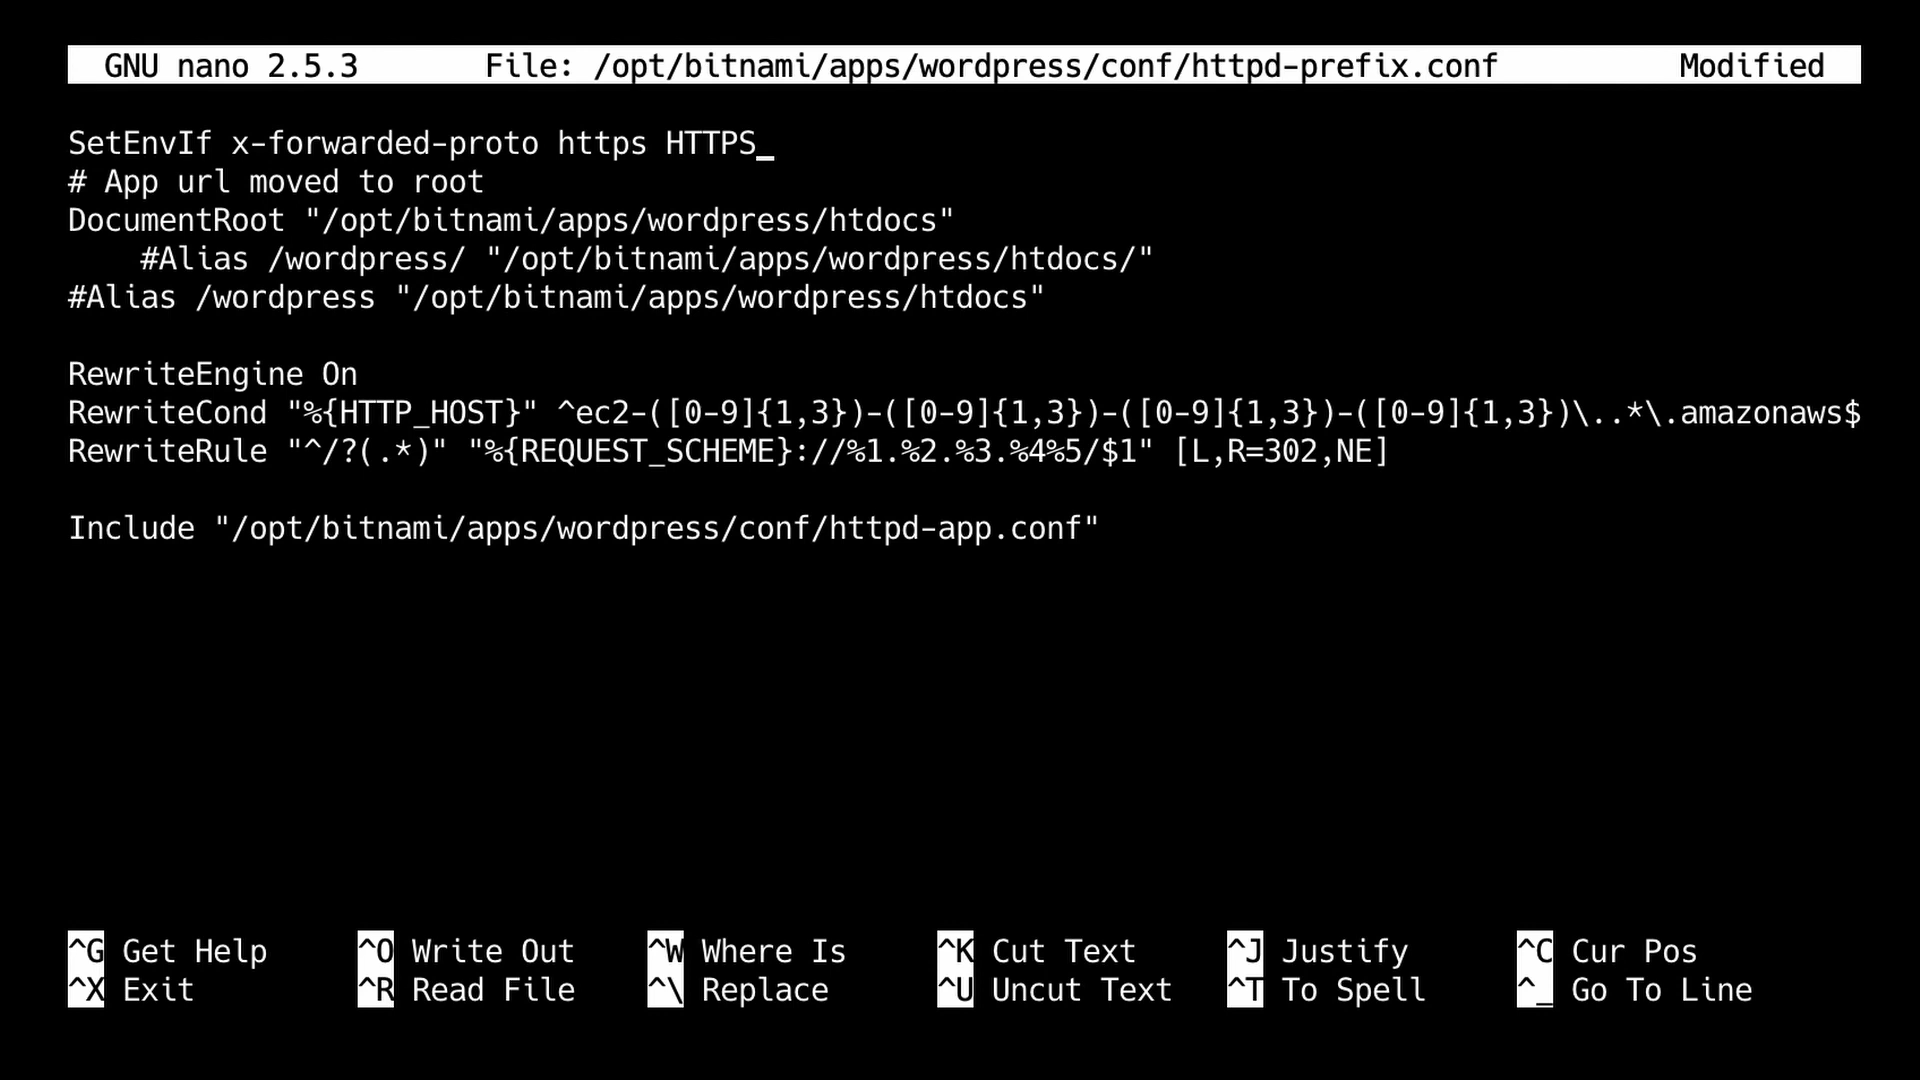 GNU nano 2.5.3 File: /opt/bitnami/apps/wordpress/conf/httpd-prefix.conf Modified
SetEnvIf x-forwarded-proto https HTTPS_
# App url moved to root
DocumentRoot "/opt/bitnami/apps/wordpress/htdocs"
    #Alias /wordpress/ "/opt/bitnami/apps/wordpress/htdocs/"
#Alias /wordpress "/opt/bitnami/apps/wordpress/htdocs"
RewriteEngine On
RewriteCond "%{HTTP_HOST}" ^ec2-([0-9]{1,3})-([0-9]{1,3})-([0-9]{1,3})-([0-9]{1,3})\..*\.amazonaws$
RewriteRule "^/?(.*)" "%{REQUEST_SCHEME}://%1.%2.%3.%4%5/$1" [L,R=302,NE]
Include "/opt/bitnami/apps/wordpress/conf/httpd-app.conf"
^G Get Help ^O Write Out ^W Where Is ^K Cut Text ^J Justify ^C Cur Pos
^X Exit ^R Read File ^\ Replace ^U Uncut Text ^T To Spell ^_ Go To Line